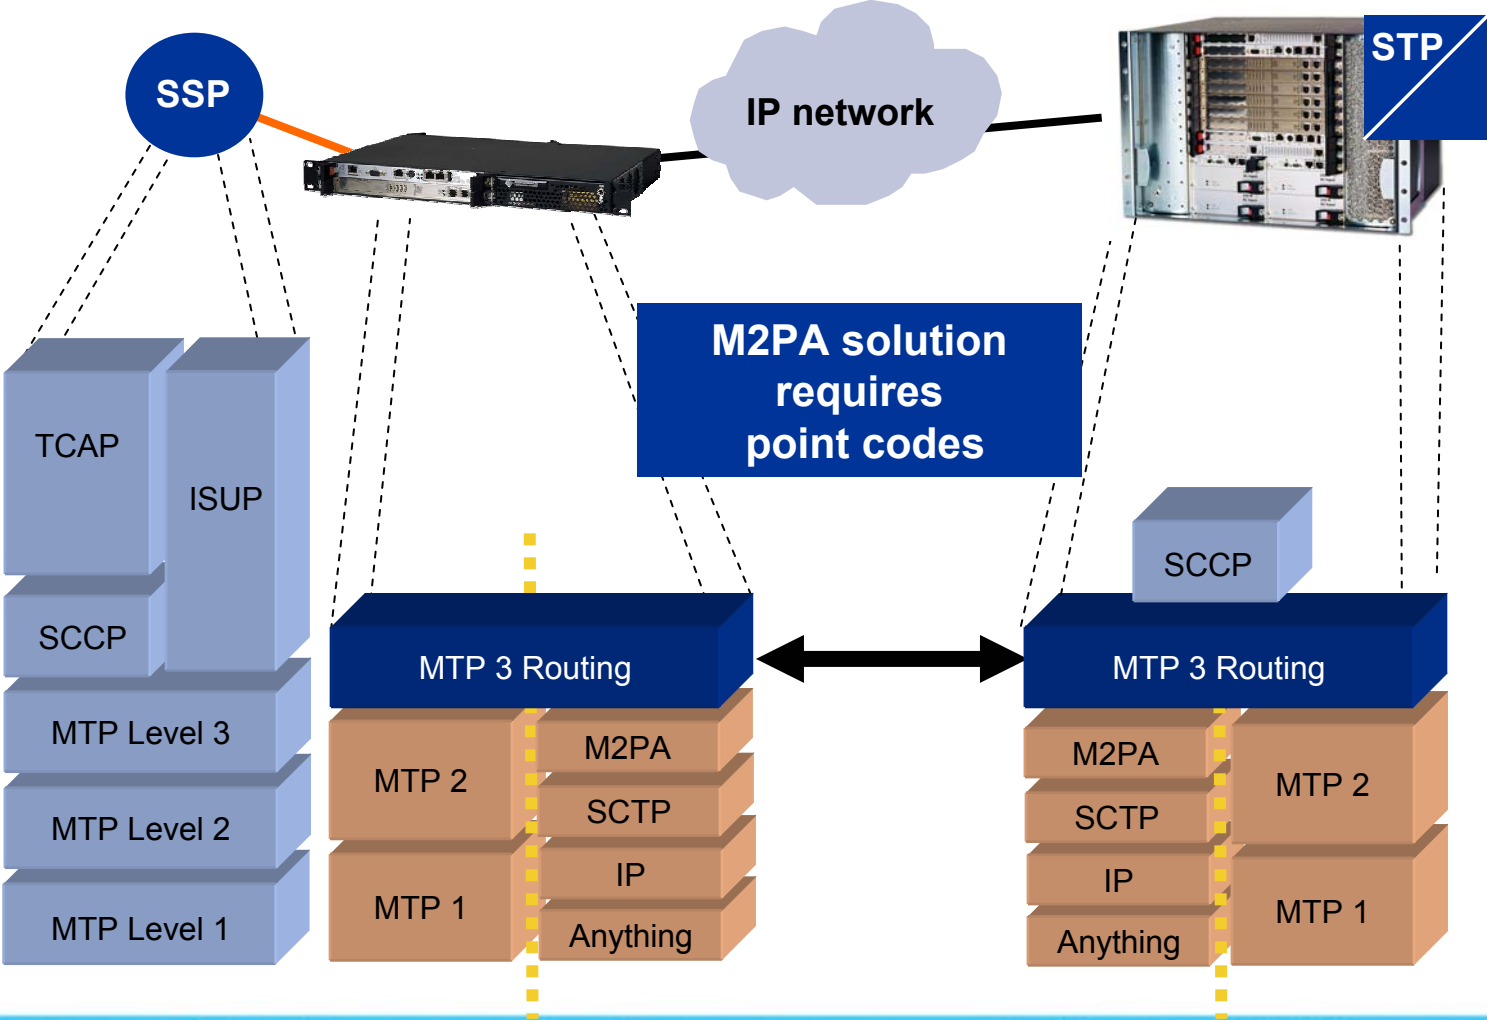 SSP
IP network
STP
M2PA solution
requires
point codes
TCAP
ISUP
SCCP
MTP Level 3
MTP Level 2
MTP Level 1
MTP 3 Routing
MTP 2
MTP 1
M2PA
SCTP
IP
Anything
SCCP
MTP 3 Routing
M2PA
SCTP
IP
Anything
MTP 2
MTP 1